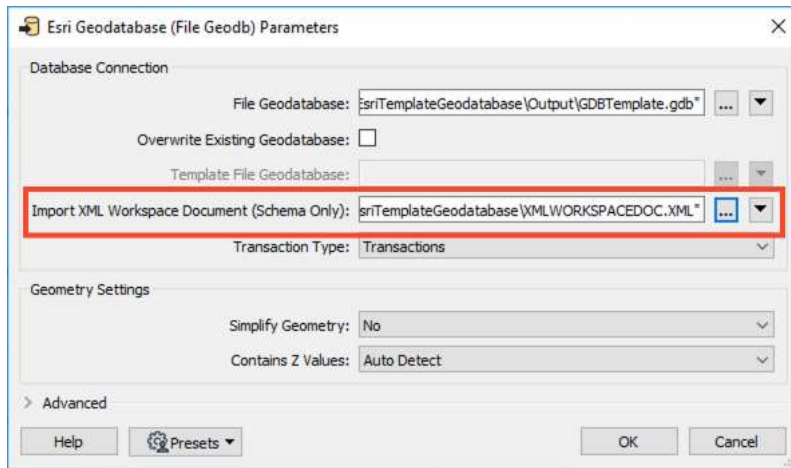 Esri Geodatabase (File Geodb) Parameters
Database Connection
File Geodatabase: EsriTemplateGeodatabase\Output\GDBTemplate.gdb" ...
Overwrite Existing Geodatabase:
Template File Geodatabase: ...
Import XML Workspace Document (Schema Only): sriTemplateGeodatabase\XMLWORKSPACEDOC.XML" ...
Transaction Type: Transactions
Geometry Settings
Simplify Geometry: No
Contains Z Values: Auto Detect
> Advanced
Help Presets OK Cancel